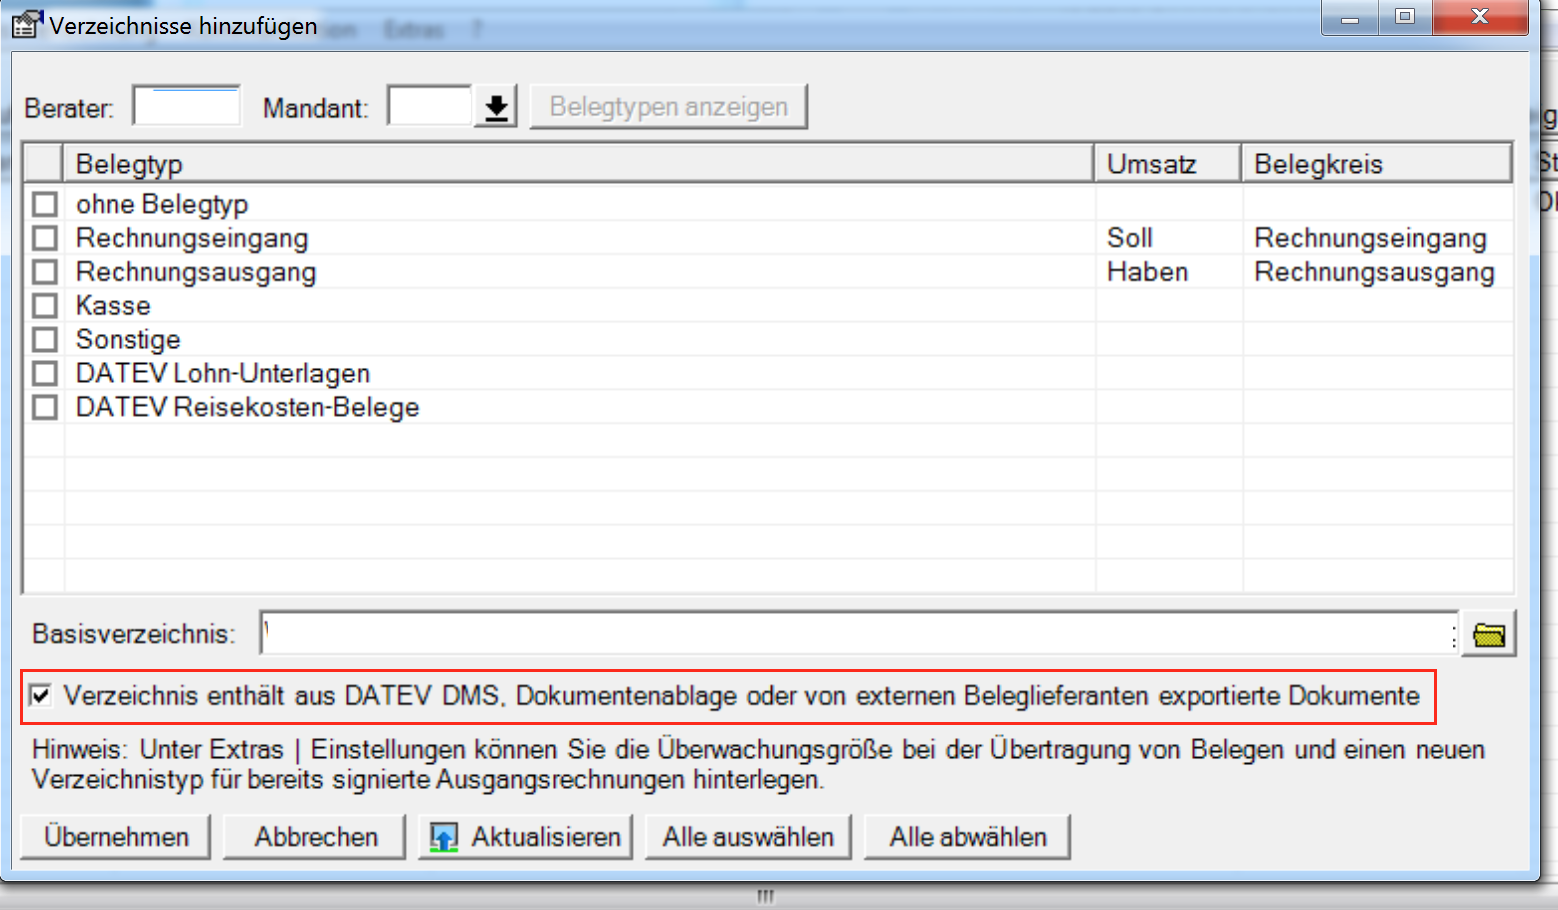 Verzeichnisse hinzufügen
Extras ?
Berater: Mandant: Belegtypen anzeigen
Belegtyp Umsatz Belegkreis
ohne Belegtyp
Rechnungseingang Soll Rechnungseingang
Rechnungsausgang Haben Rechnungsausgang
Kasse
Sonstige
DATEV Lohn-Unterlagen
DATEV Reisekosten-Belege
Basisverzeichnis:
Verzeichnis enthält aus DATEV DMS, Dokumentenablage oder von externen Beleglieferanten exportierte Dokumente
Hinweis: Unter Extras | Einstellungen können Sie die Überwachungsgröße bei der Übertragung von Belegen und einen neuen
Verzeichnistyp für bereits signierte Ausgangsrechnungen hinterlegen.
Übernehmen Abbrechen Aktualisieren Alle auswählen Alle abwählen